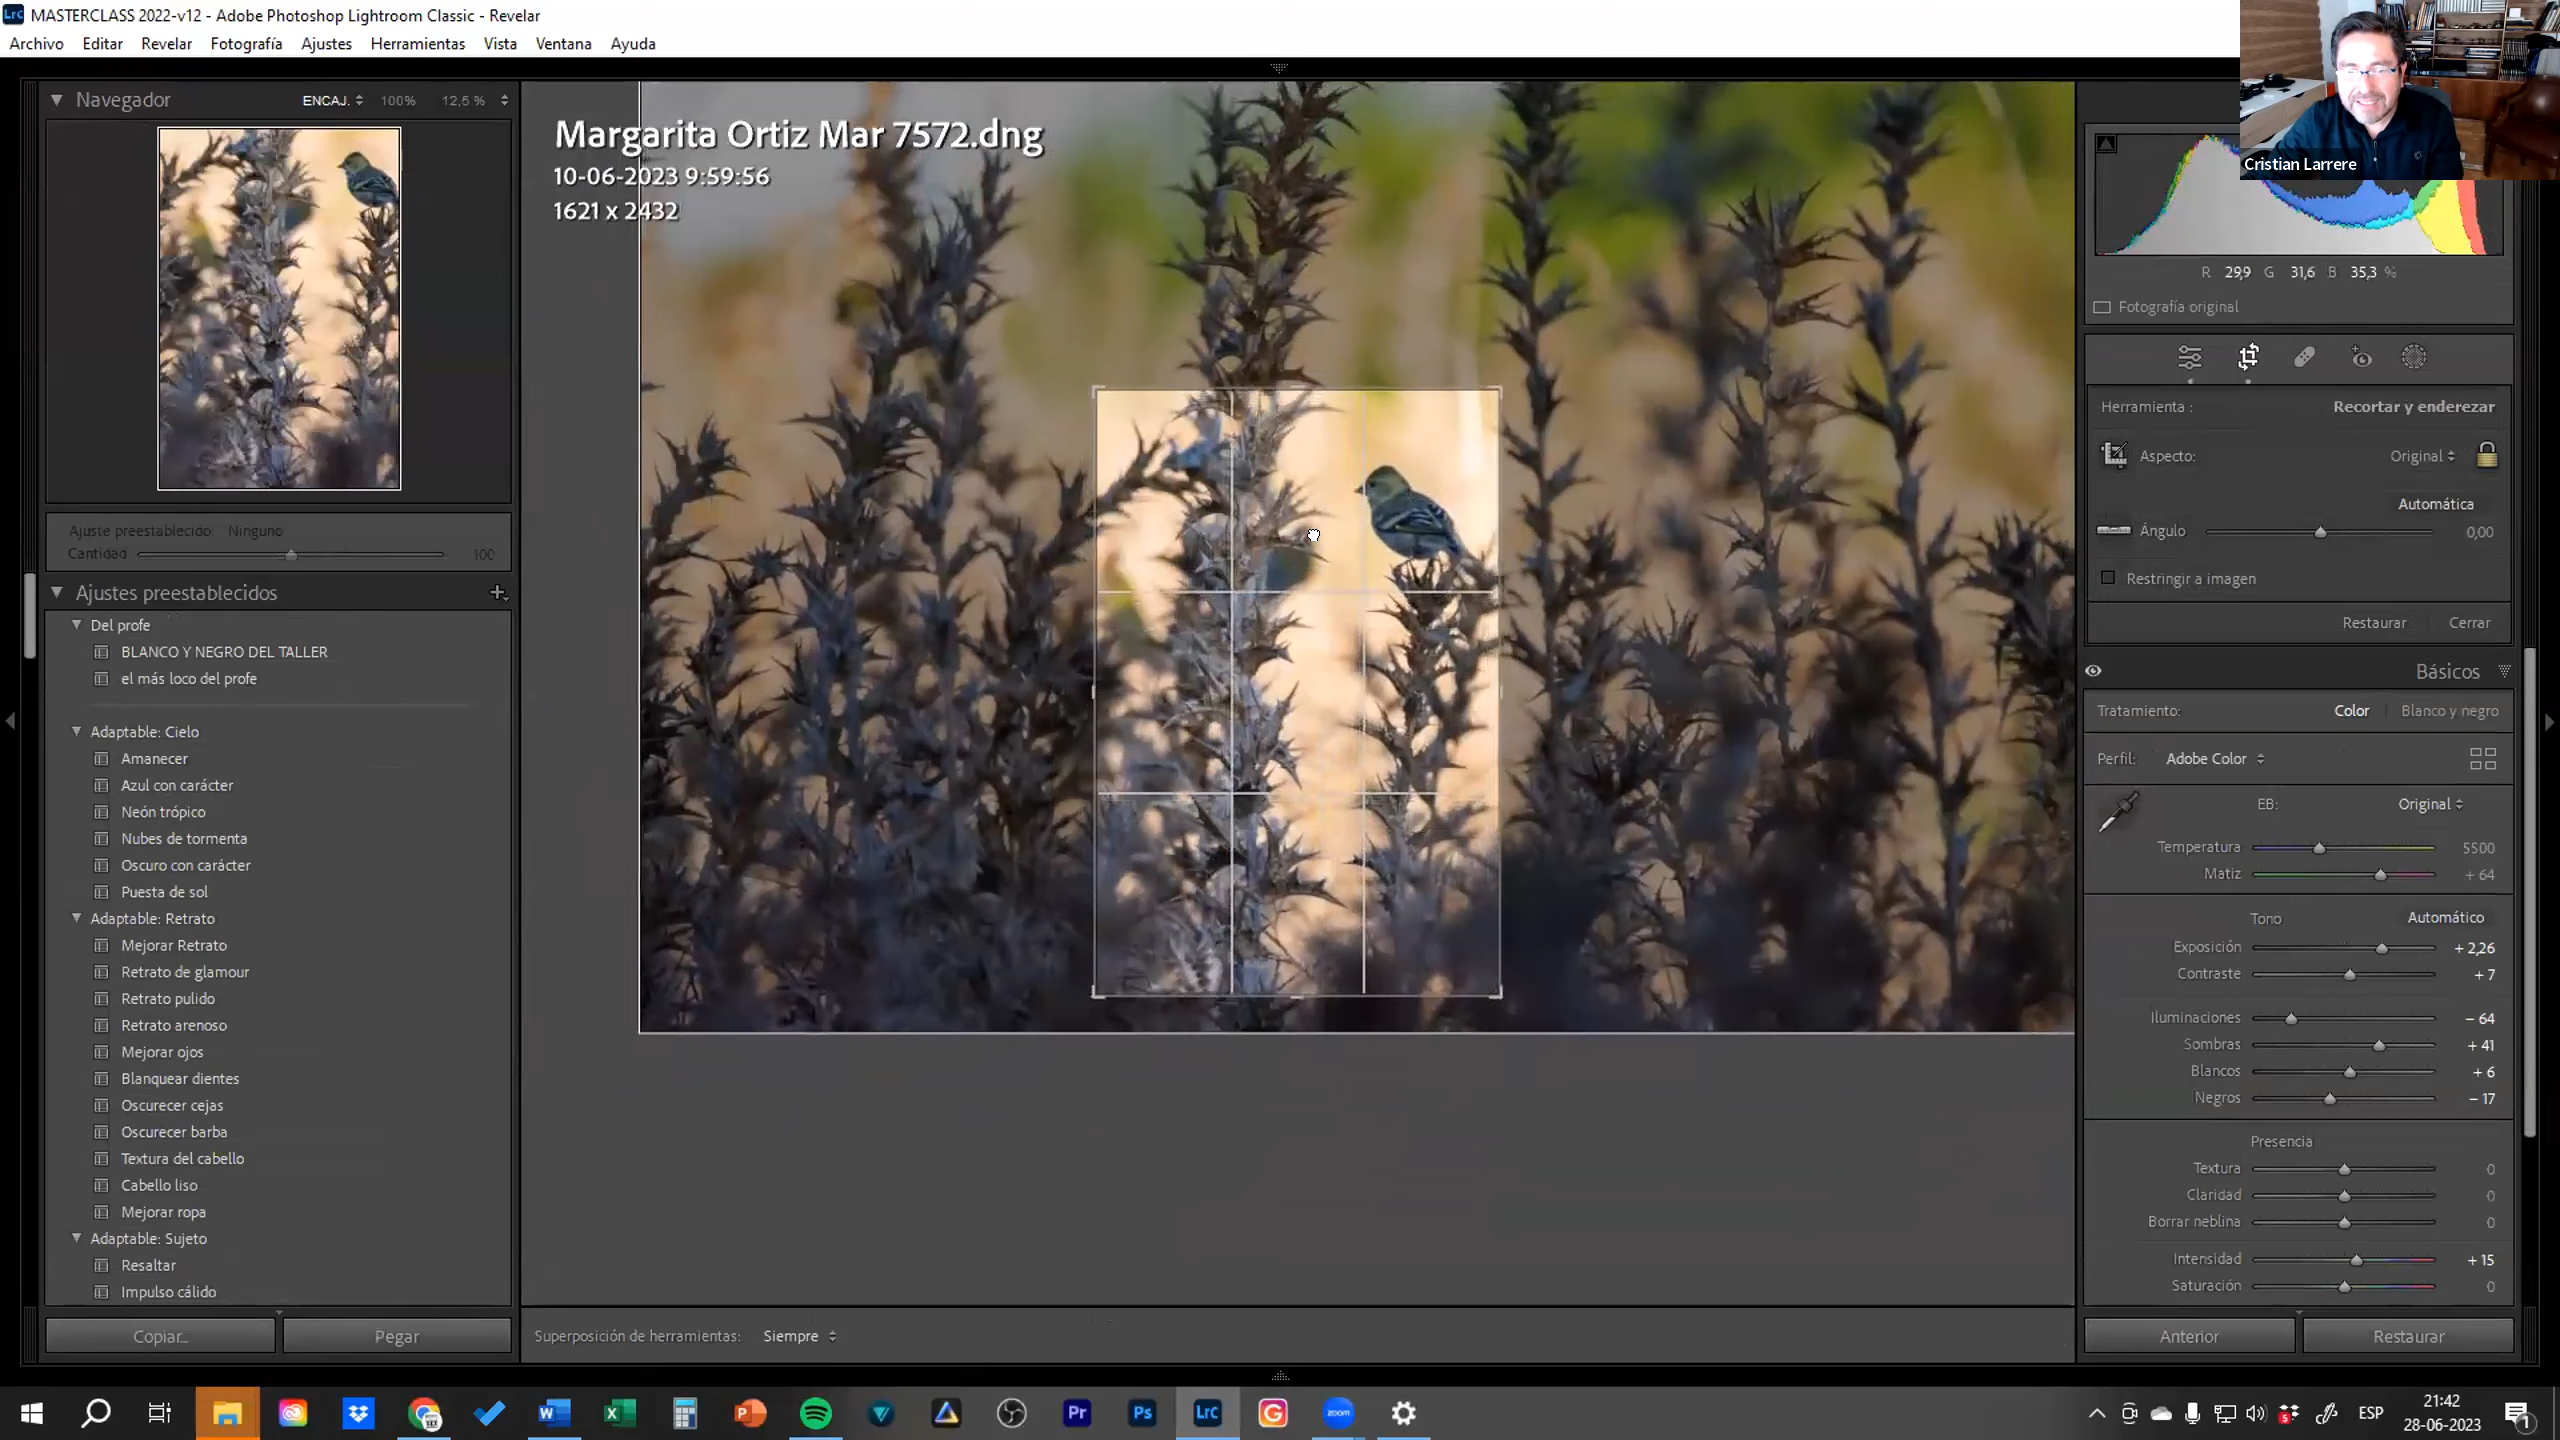 MASTERCLASS 2022-v12 - Adobe Photoshop Lightroom Classic - Revelar
Archivo Editar Revelar Fotografía Ajustes Herramientas Vista Ventana Ayuda
Cristian Larrere
Navegador ENCAJ. 100% 12,5 %
Ajuste preestablecido: Ninguno
Cantidad 100
Ajustes preestablecidos
Del profe
BLANCO Y NEGRO DEL TALLER
el más loco del profe
Adaptable: Cielo
Amanecer
Azul con carácter
Neón trópico
Nubes de tormenta
Oscuro con carácter
Puesta de sol
Adaptable: Retrato
Mejorar Retrato
Retrato de glamour
Retrato pulido
Retrato arenoso
Mejorar ojos
Blanquear dientes
Oscurecer cejas
Oscurecer barba
Textura del cabello
Cabello liso
Mejorar ropa
Adaptable: Sujeto
Resaltar
Impulso cálido
Copiar... Pegar
Margarita Ortiz Mar 7572.dng
10-06-2023 9:59:56
1621 x 2432
Superposición de herramientas: Siempre
R 29,9 G 31,6 B 35,3 %
Fotografía original
Herramienta : Recortar y enderezar
Aspecto: Original
Automática
Ángulo 0,00
Restringir a imagen
Restaurar Cerrar
Básicos
Tratamiento: Color Blanco y negro
Perfil: Adobe Color
EB: Original
Temperatura 5500
Matiz + 64
Tono Automático
Exposición + 2,26
Contraste + 7
Iluminaciones − 64
Sombras + 41
Blancos + 6
Negros − 17
Presencia
Textura 0
Claridad 0
Borrar neblina 0
Intensidad + 15
Saturación 0
Anterior Restaurar
Pr Ps LrC zoom
ESP
21:42
28-06-2023